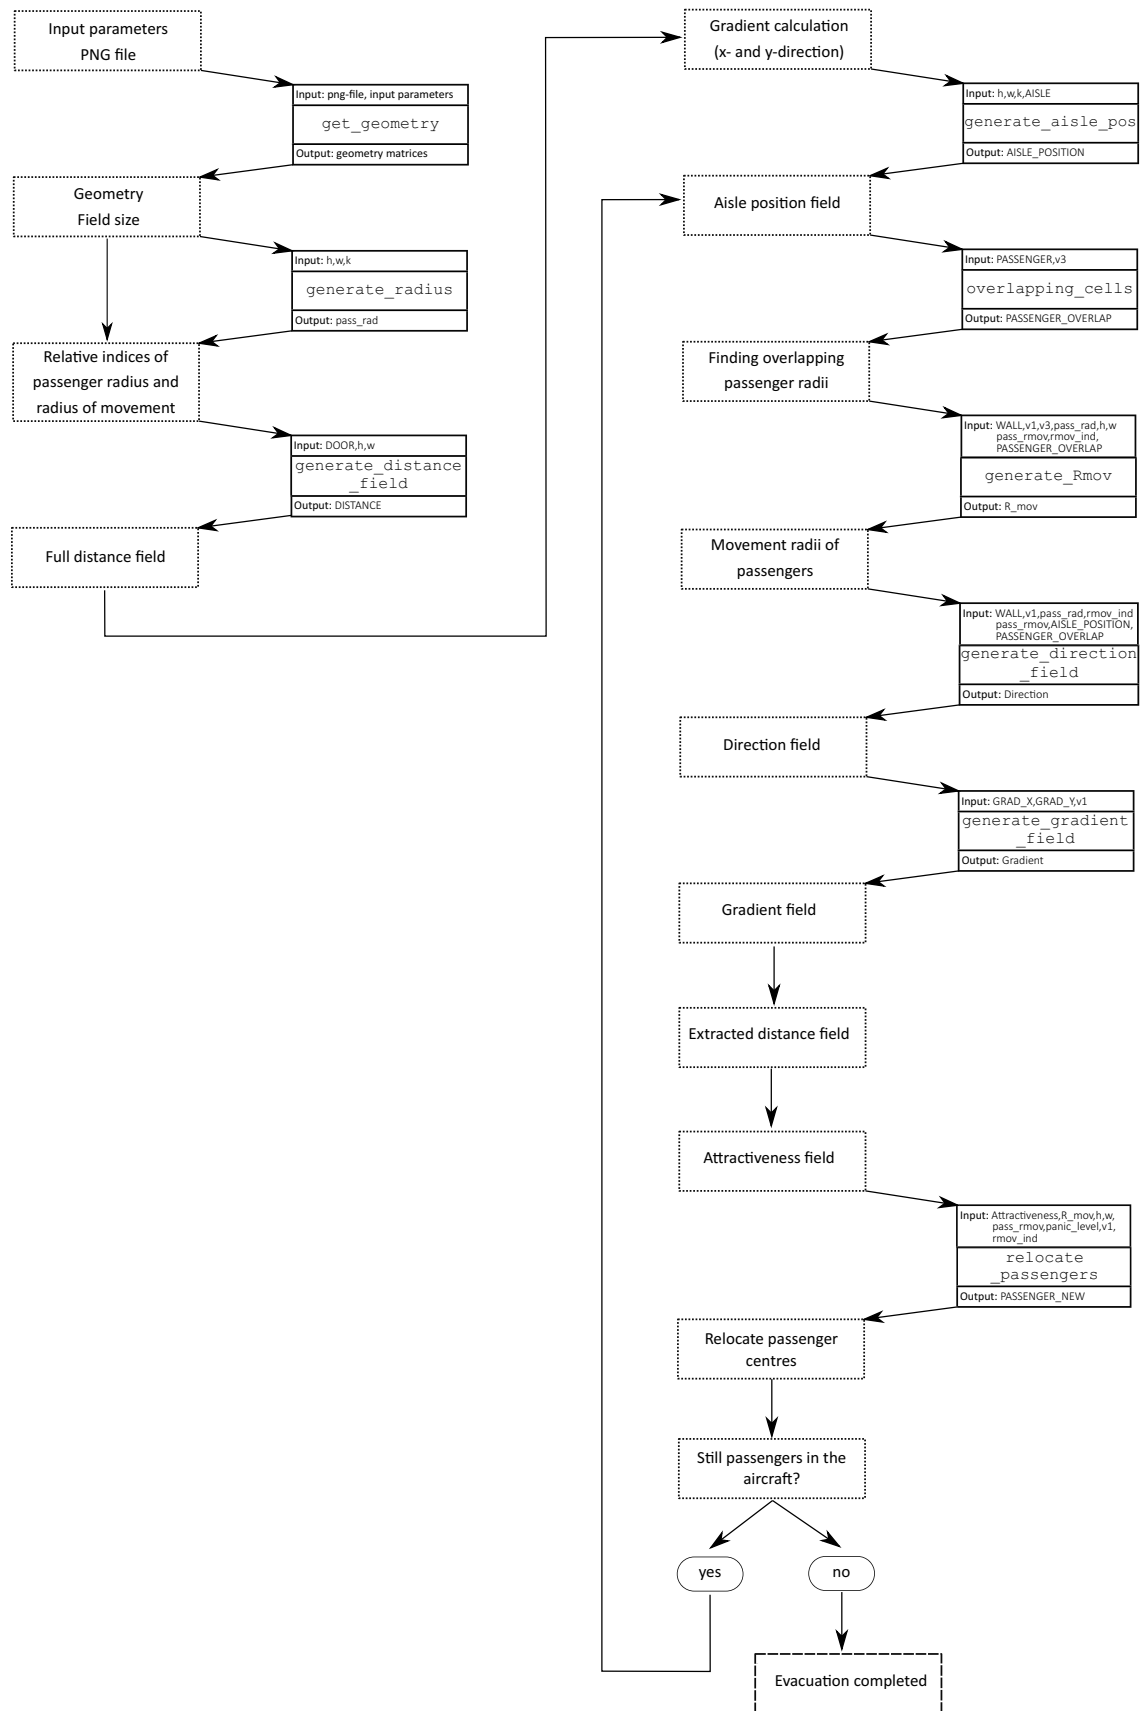 Input parameters
PNG file
Input: png-file, input parameters
get_geometry
Output: geometry matrices
Geometry
Field size
Input: h,w,k
generate_radius
Output: pass_rad
Relative indices of
passenger radius and
radius of movement
Input: DOOR,h,w
generate_distance
_field
Output: DISTANCE
Full distance field
Gradient calculation
(x- and y-direction)
Input: h,w,k,AISLE
generate_aisle_pos
Output: AISLE_POSITION
Aisle position field
Input: PASSENGER,v3
overlapping_cells
Output: PASSENGER_OVERLAP
Finding overlapping
passenger radii
Input: WALL,v1,v3,pass_rad,h,w
pass_rmov,rmov_ind,
PASSENGER_OVERLAP
generate_Rmov
Output: R_mov
Movement radii of
passengers
Input: WALL,v1,pass_rad,rmov_ind
pass_rmov,AISLE_POSITION,
PASSENGER_OVERLAP
generate_direction
_field
Output: Direction
Direction field
Input: GRAD_X,GRAD_Y,v1
generate_gradient
_field
Output: Gradient
Gradient field
Extracted distance field
Attractiveness field
Input: Attractiveness,R_mov,h,w,
pass_rmov,panic_level,v1,
rmov_ind
relocate
_passengers
Output: PASSENGER_NEW
Relocate passenger
centres
Still passengers in the
aircraft?
yes
no
Evacuation completed